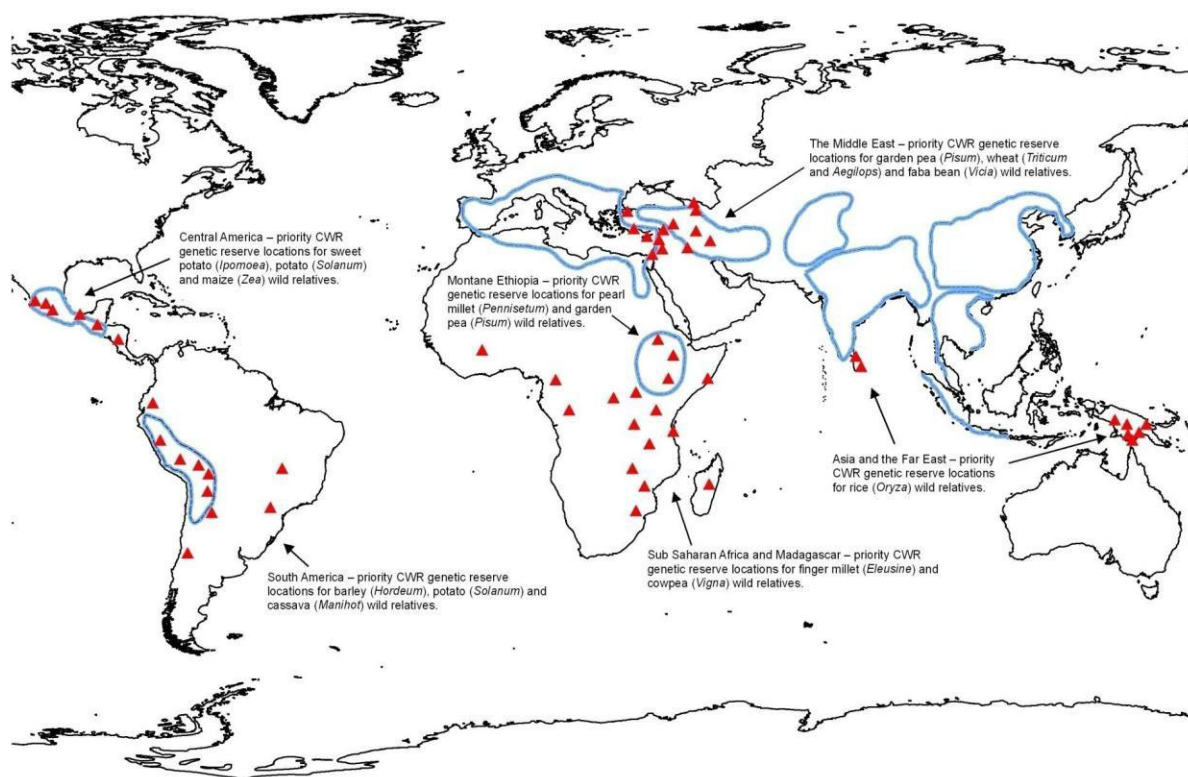 The Middle East – priority CWR genetic reserve
locations for garden pea (Pisum), wheat (Triticum
and Aegilops) and faba bean (Vicia) wild relatives.
Central America – priority CWR
genetic reserve locations for sweet
potato (Ipomoea), potato (Solanum)
and maize (Zea) wild relatives.
Montane Ethiopia – priority CWR
genetic reserve locations for pearl
millet (Pennisetum) and garden
pea (Pisum) wild relatives.
Asia and the Far East – priority
CWR genetic reserve locations
for rice (Oryza) wild relatives.
Sub Saharan Africa and Madagascar – priority CWR
genetic reserve locations for finger millet (Eleusine) and
cowpea (Vigna) wild relatives.
South America – priority CWR genetic reserve
locations for barley (Hordeum), potato (Solanum) and
cassava (Manihot) wild relatives.